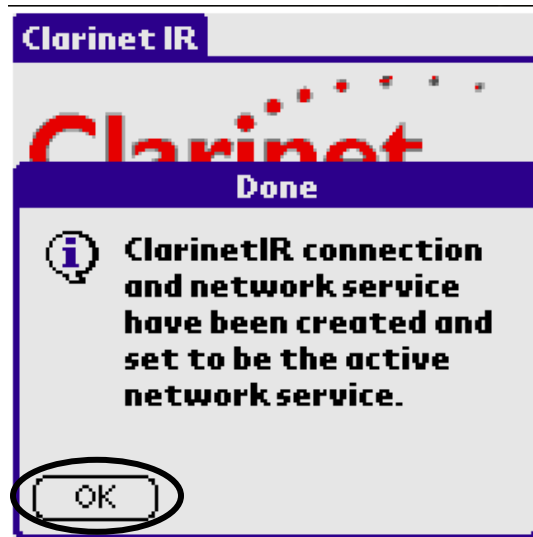 Clarinet IR
Clarinet
Done
ClarinetIR connection
and network service
have been created and
set to be the active
network service.
OK